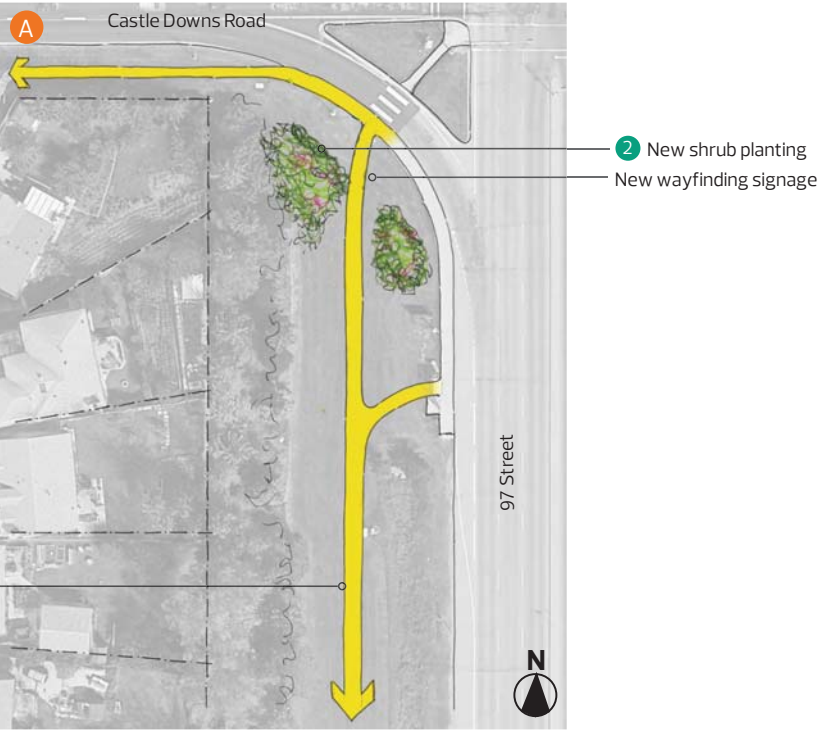 A
Castle Downs Road
2 New shrub planting
New wayfinding signage
97 Street
N